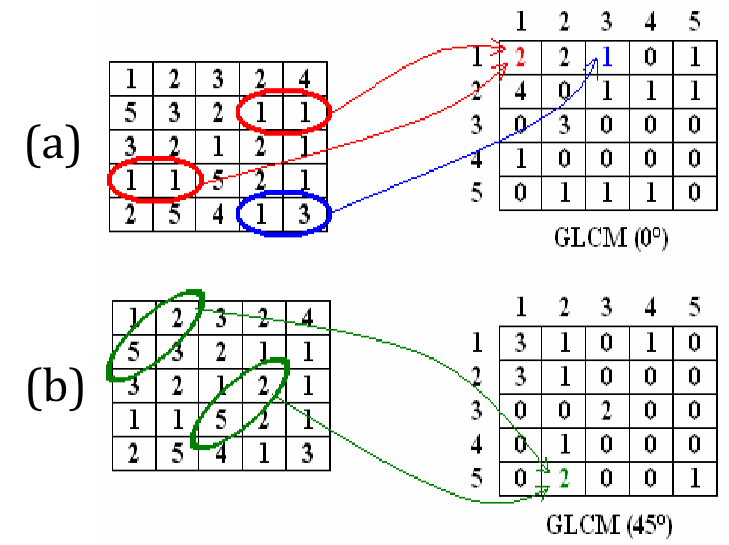 (a)
1 2 3 2 4
5 3 2 1 1
3 2 1 2 1
1 1 5 2 1
2 5 4 1 3
1 2 3 4 5
1 2 2 1 0 1
2 4 0 1 1 1
3 0 3 0 0 0
4 1 0 0 0 0
5 0 1 1 1 0
GLCM (0º)
(b)
1 2 3 2 4
5 3 2 1 1
3 2 1 2 1
1 1 5 2 1
2 5 4 1 3
1 2 3 4 5
1 3 1 0 1 0
2 3 1 0 0 0
3 0 0 2 0 0
4 0 1 0 0 0
5 0 2 0 0 1
GLCM (45º)